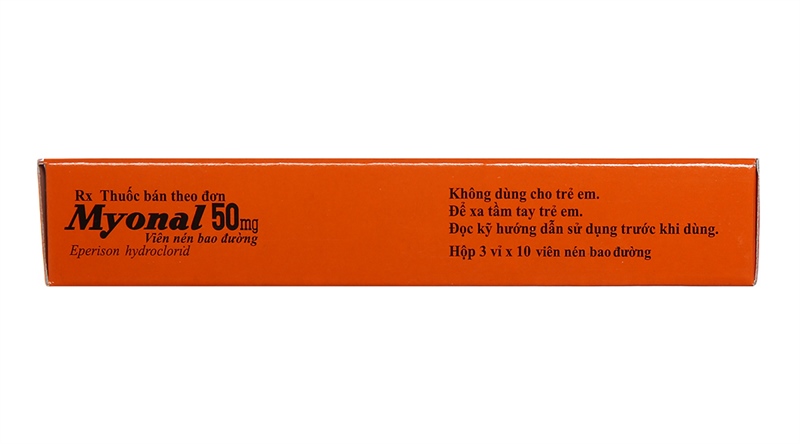 Rx Thuốc bán theo đơn
Myonal 50mg
Viên nén bao đường
Eperison hydroclorid
Không dùng cho trẻ em.
Để xa tầm tay trẻ em.
Đọc kỹ hướng dẫn sử dụng trước khi dùng.
Hộp 3 vỉ x 10 viên nén bao đường